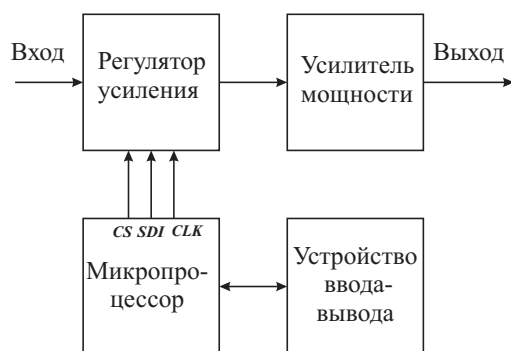 Вход
Регулятор
усиления
Усилитель
мощности
Выход
CS SDI CLK
Микропро-
цессор
Устройство
ввода-
вывода